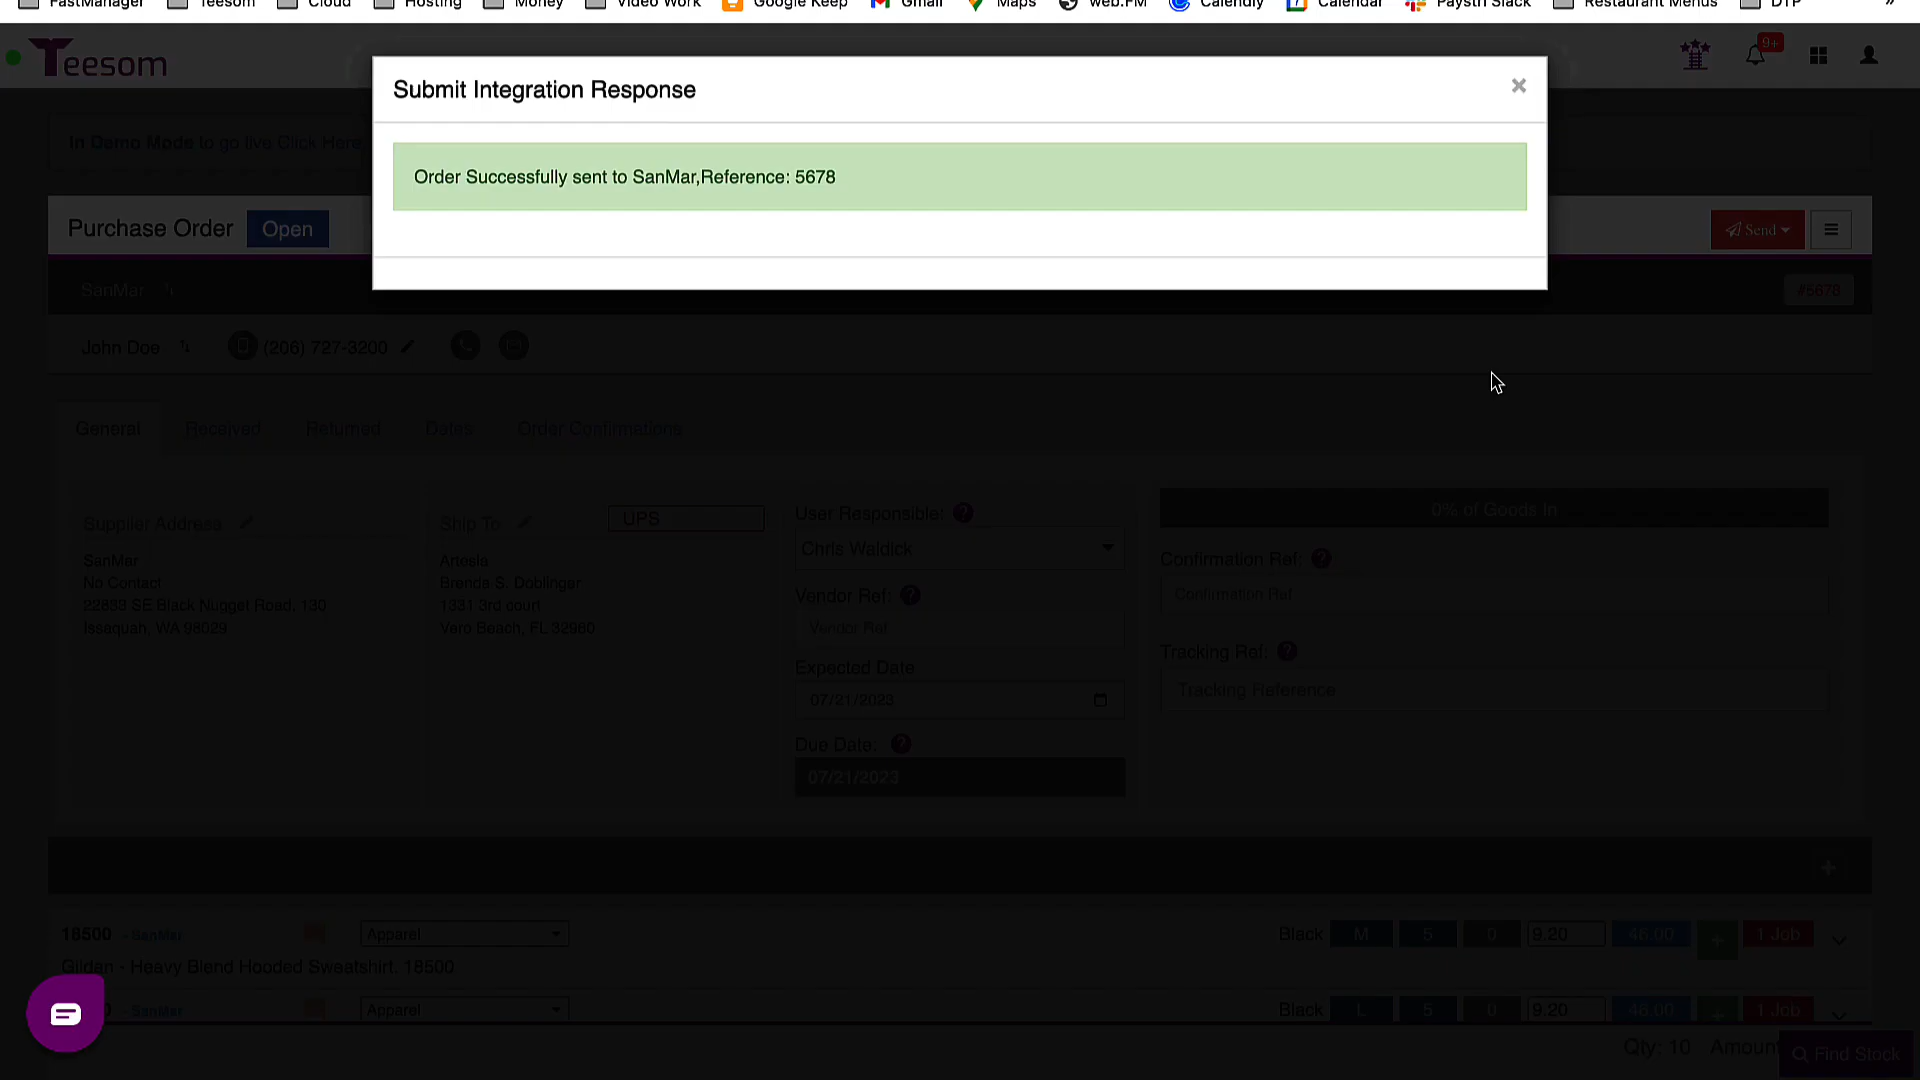 FastManager Teesom Cloud Hosting Money Video Work Google Keep Gmail Maps web.FM Calendly Calendar Paystri Slack Restaurant Menus DTP »
Teesom
9+
Submit Integration Response
×
Order Successfully sent to SanMar,Reference: 5678
In Demo Mode to go live Click Here
Purchase Order Open Send
SanMar #5678
John Doe (206) 727-3200
General Received Returned Dates Order Confirmations
Supplier Address
SanMar
No Contact
22833 SE Black Nugget Road, 130
Issaquah, WA 98029
Ship To UPS
Artesia
Brenda S. Doblinger
1331 3rd court
Vero Beach, FL 32960
User Responsible: ?
Chris Waldick
Vendor Ref: ?
Vendor Ref
Expected Date
07/21/2023
Due Date: ?
07/21/2023
0% of Goods In
Confirmation Ref: ?
Confirmation Ref
Tracking Ref: ?
Tracking Reference
+
18500 - SanMar Apparel Black M 5 0 9.20 46.00 + 1 Job
Gildan - Heavy Blend Hooded Sweatshirt. 18500
- SanMar Apparel Black L 5 0 9.20 46.00 + 1 Job
Qty: 10 Amount
Find Stock